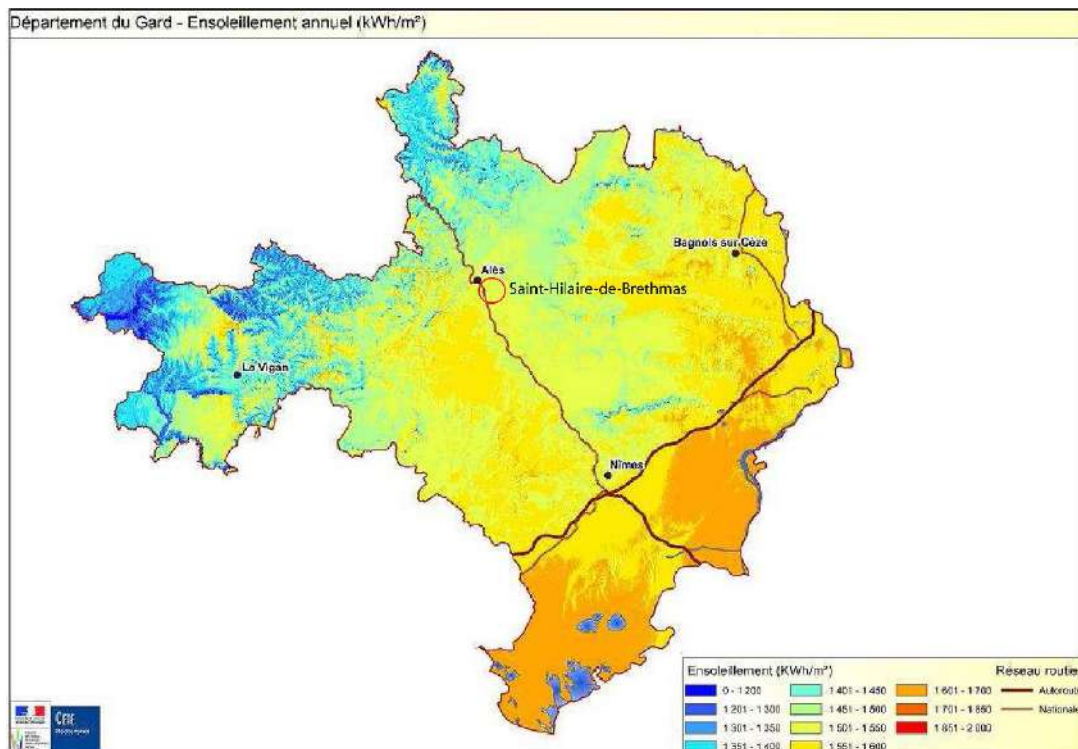 Département du Gard - Ensoleillement annuel (kWh/m²)
Bagnols sur Cèze
Alès
Saint-Hilaire-de-Brethmas
Le Vigan
Nîmes
Ensoleillement (KWh/m²)
0 - 1 200
1 201 - 1 300
1 301 - 1 350
1 351 - 1 400
1 401 - 1 450
1 451 - 1 500
1 501 - 1 550
1 551 - 1 600
1 601 - 1 700
1 701 - 1 850
1 851 - 2 000
Réseau routie
Autoroute
Nationale
CETE
Méditerranée